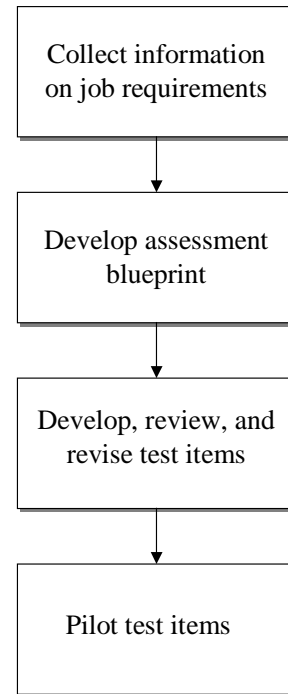 Collect information
on job requirements
Develop assessment
blueprint
Develop, review, and
revise test items
Pilot test items